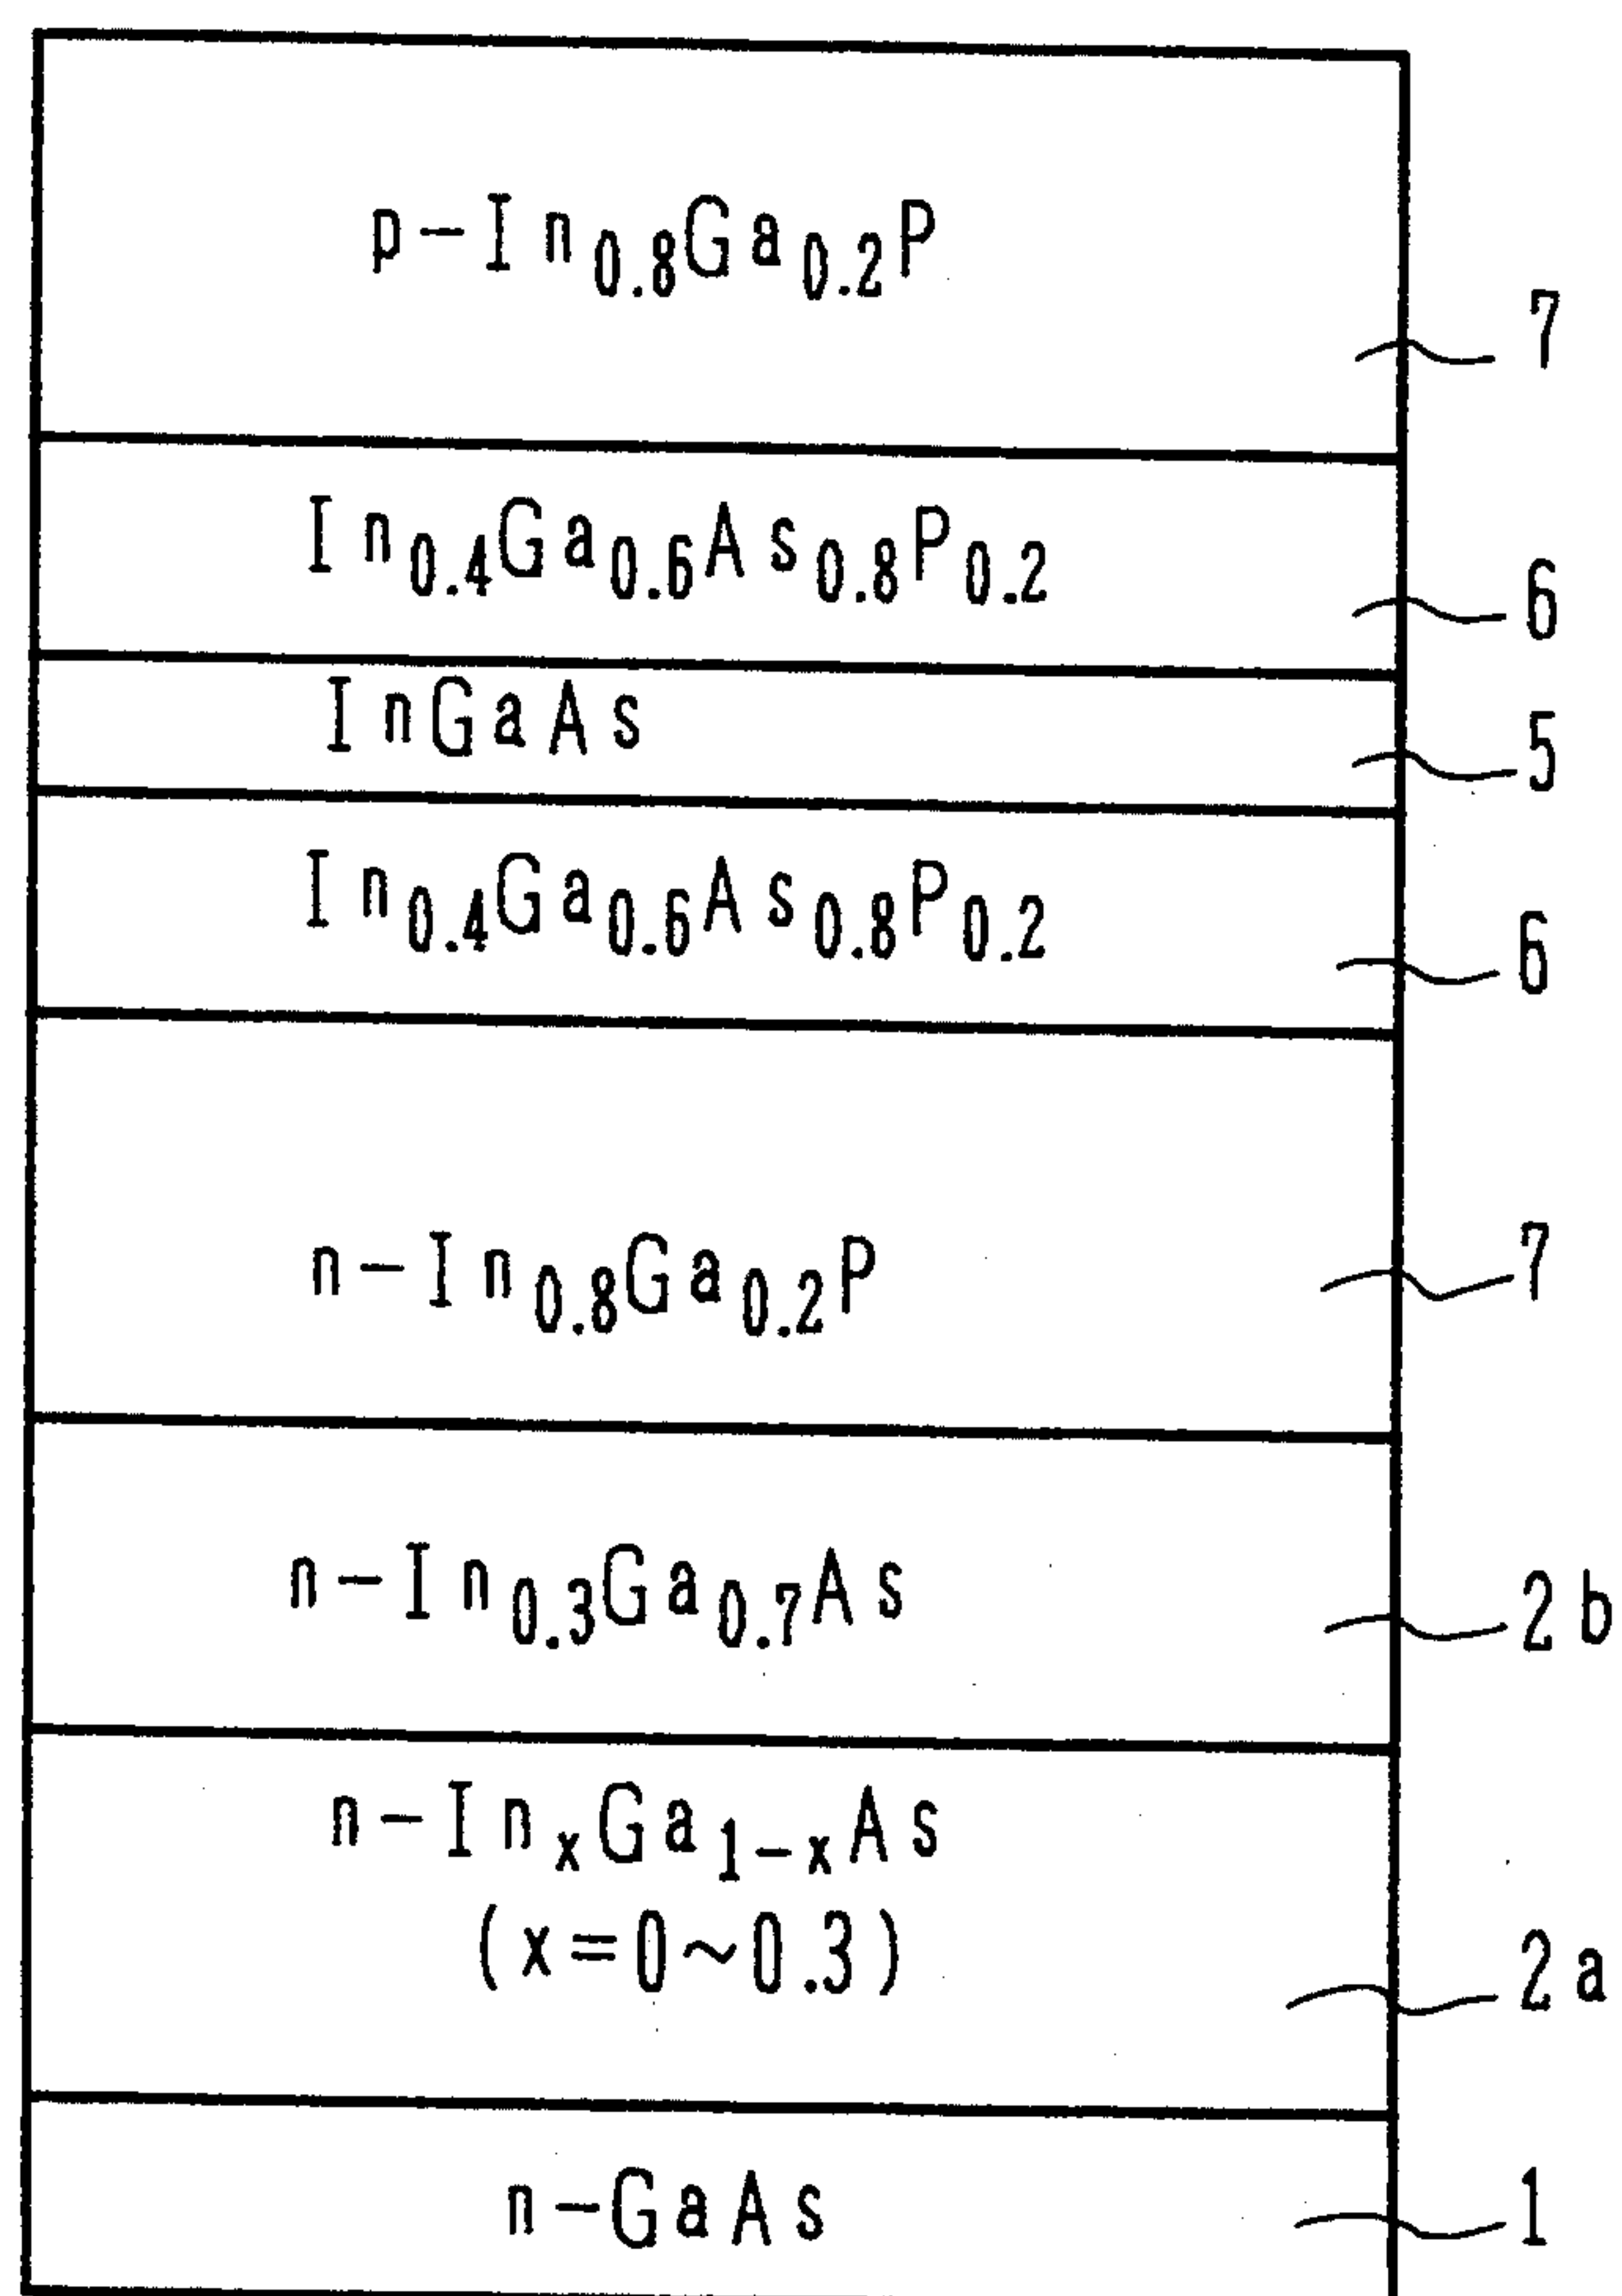 p-In₀.₈Ga₀.₂P
7
In₀.₄Ga₀.₆As₀.₈P₀.₂
6
InGaAs
5
In₀.₄Ga₀.₆As₀.₈P₀.₂
6
n-In₀.₈Ga₀.₂P
7
n-In₀.₃Ga₀.₇As
2b
n-InₓGa₁₋ₓAs
(x=0~0.3)
2a
n-GaAs
1